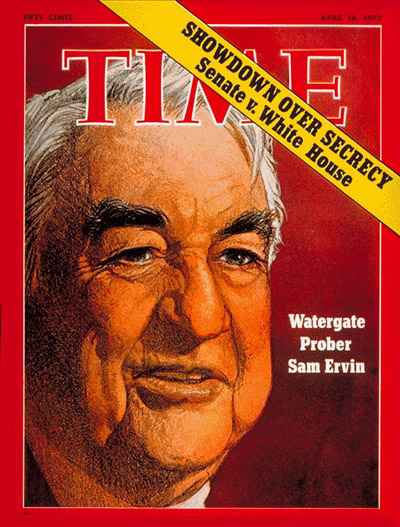 FIFTY CENTS
APRIL 16, 1973
TIME
SHOWDOWN OVER SECRECY
Senate v. White House
Watergate
Prober
Sam Ervin